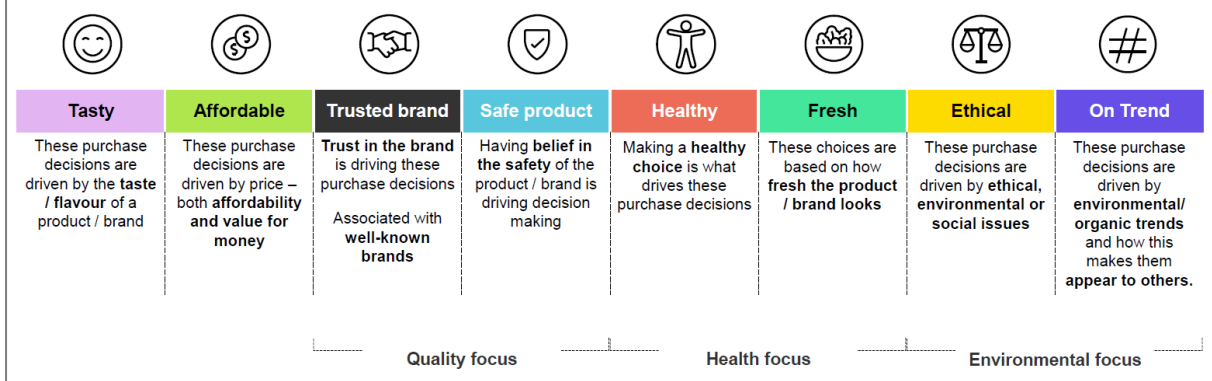 Tasty
These purchase
decisions are
driven by the taste
/ flavour of a
product / brand
Affordable
These purchase
decisions are
driven by price –
both affordability
and value for
money
Trusted brand
Trust in the brand
is driving these
purchase decisions
Associated with
well-known
brands
Safe product
Having belief in
the safety of the
product / brand is
driving decision
making
Healthy
Making a healthy
choice is what
drives these
purchase decisions
Fresh
These choices are
based on how
fresh the product
/ brand looks
Ethical
These purchase
decisions are
driven by ethical,
environmental or
social issues
On Trend
These purchase
decisions are
driven by
environmental/
organic trends
and how this
makes them
appear to others.
Quality focus
Health focus
Environmental focus